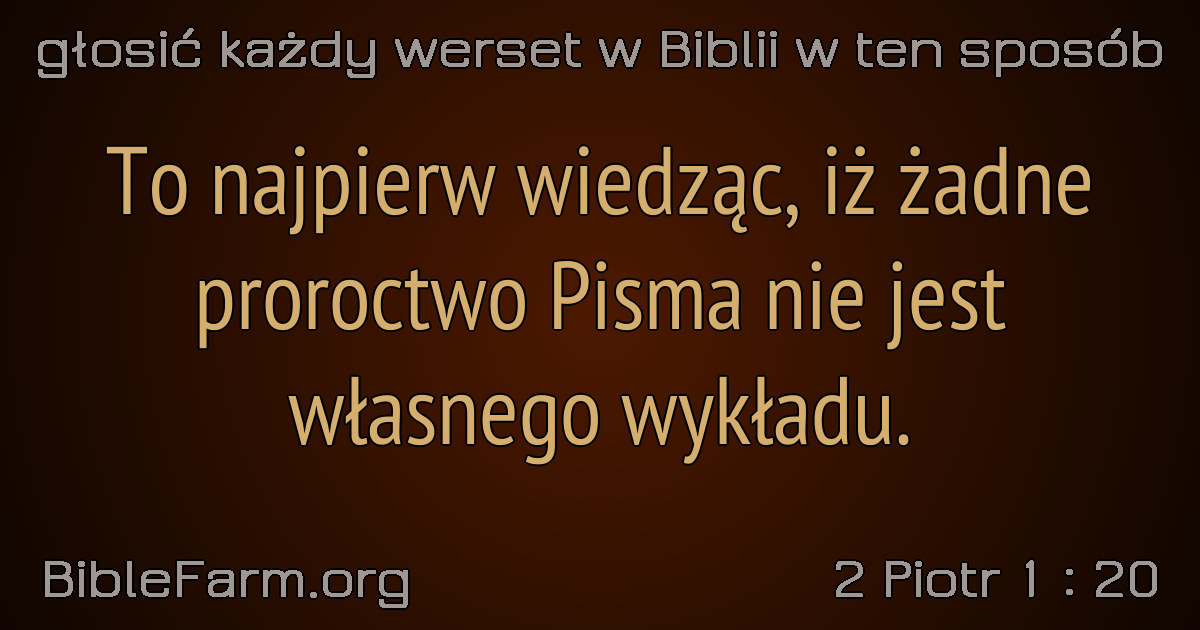 głosić każdy werset w Biblii w ten sposób
To najpierw wiedząc, iż żadne
proroctwo Pisma nie jest
własnego wykładu.
BibleFarm.org
2 Piotr 1 : 20